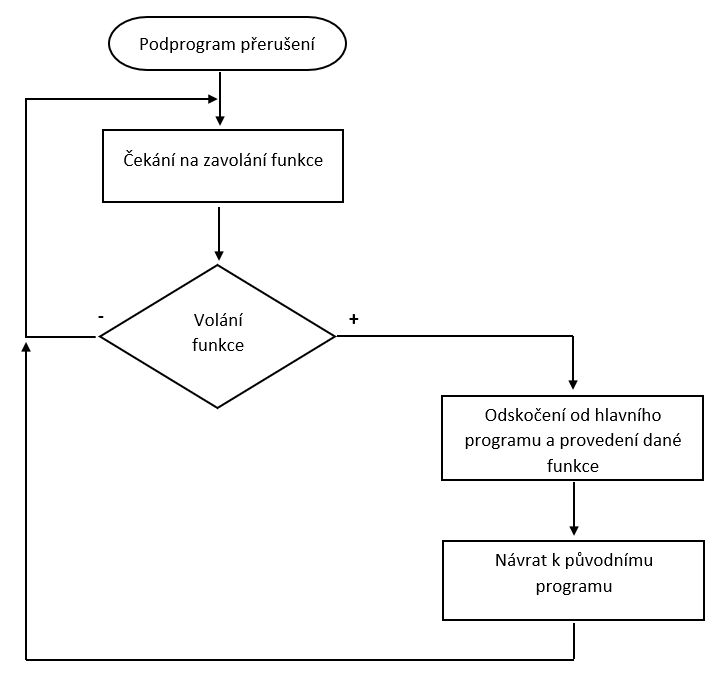 Podprogram přerušení
Čekání na zavolání funkce
-
+
Volání
funkce
Odskočení od hlavního
programu a provedení dané
funkce
Návrat k původnímu
programu